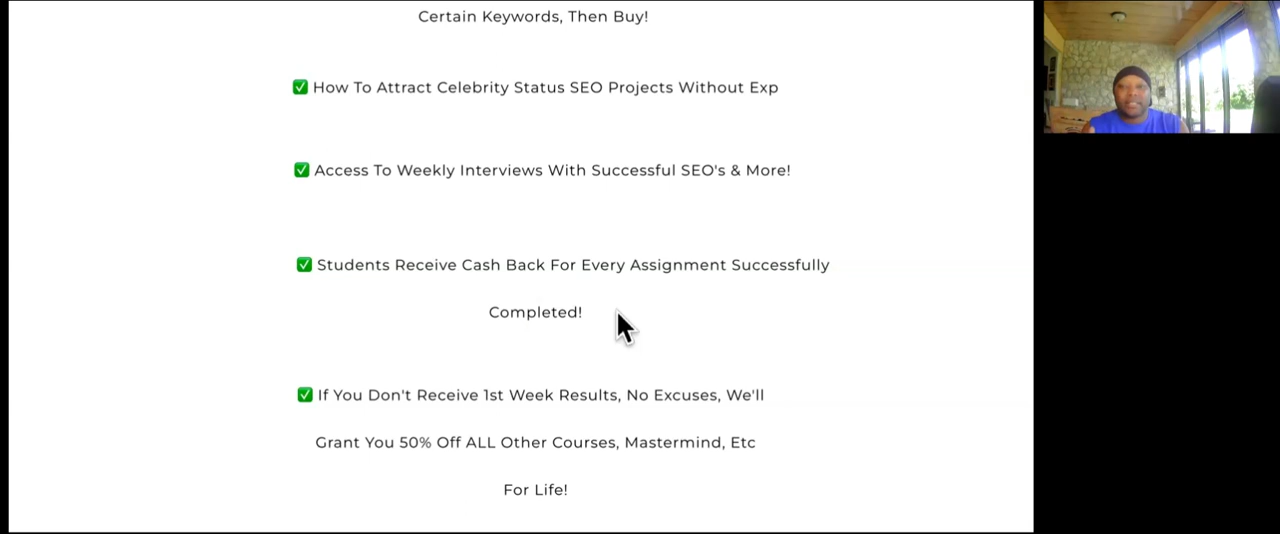 Certain Keywords, Then Buy!
✅ How To Attract Celebrity Status SEO Projects Without Exp
✅ Access To Weekly Interviews With Successful SEO's & More!
✅ Students Receive Cash Back For Every Assignment Successfully
Completed!
✅ If You Don't Receive 1st Week Results, No Excuses, We'll
Grant You 50% Off ALL Other Courses, Mastermind, Etc
For Life!